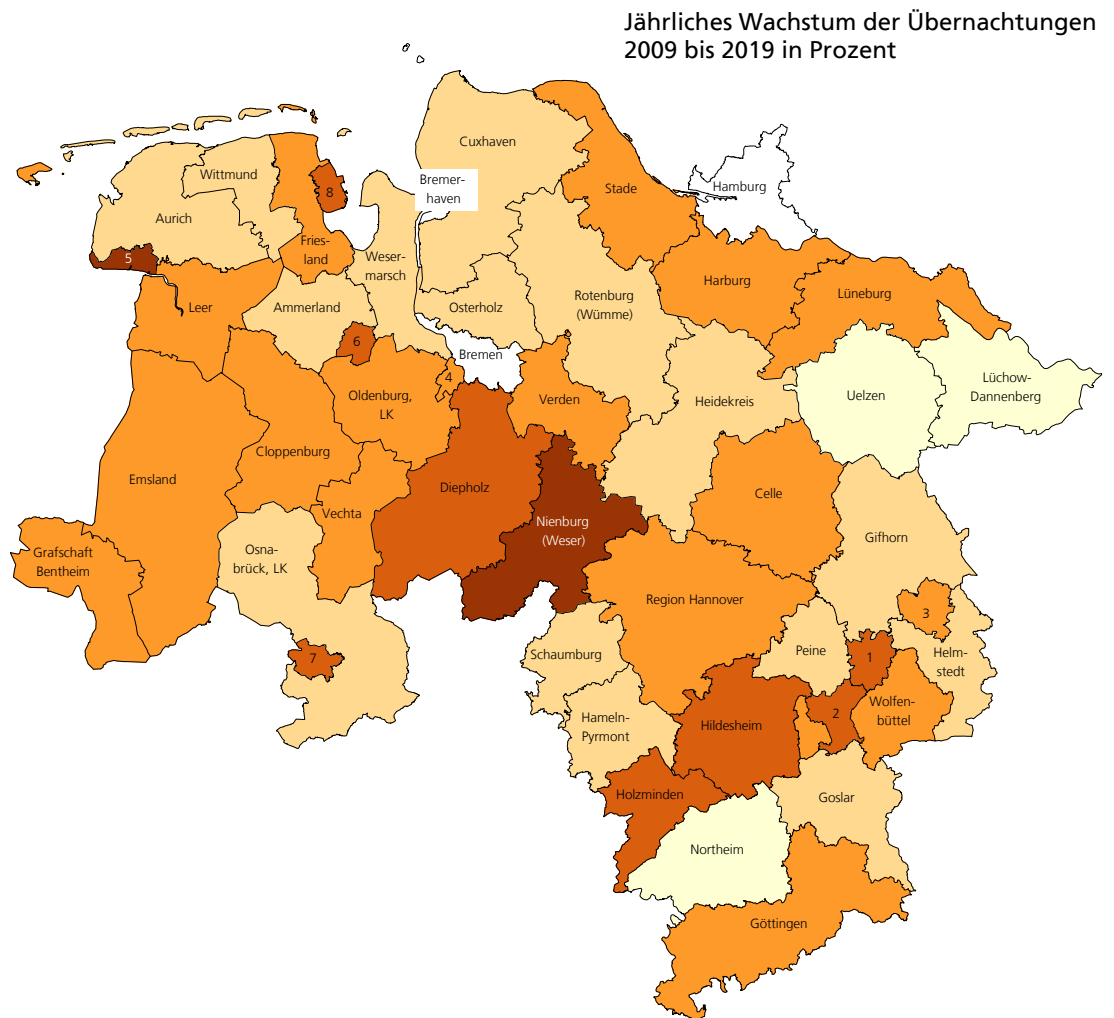 Jährliches Wachstum der Übernachtungen
2009 bis 2019 in Prozent
Cuxhaven
Wittmund
Bremer-
haven
8
Stade
Hamburg
Aurich
Fries-
land
Weser-
marsch
5
Harburg
Lüneburg
Leer
Ammerland
Osterholz
Rotenburg
(Wümme)
6
Bremen
4
Oldenburg,
LK
Verden
Heidekreis
Uelzen
Lüchow-
Dannenberg
Cloppenburg
Emsland
Diepholz
Celle
Vechta
Nienburg
(Weser)
Gifhorn
Grafschaft
Bentheim
Osna-
brück, LK
Region Hannover
3
7
Schaumburg
Peine
1
Helm-
stedt
Hameln-
Pyrmont
Hildesheim
2
Wolfen-
büttel
Holzminden
Goslar
Northeim
Göttingen